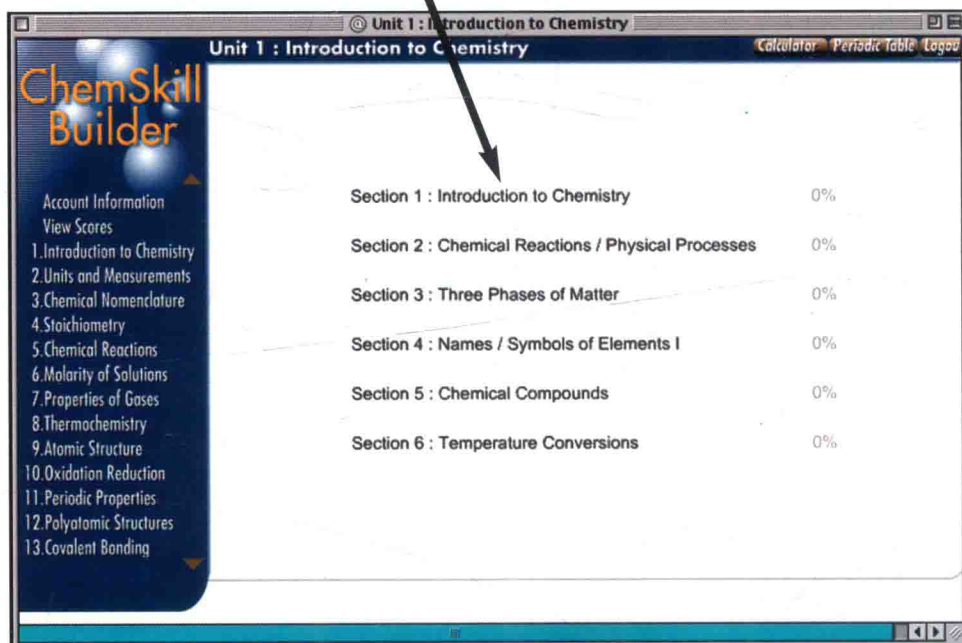 @ Unit 1 : Introduction to Chemistry
Unit 1 : Introduction to Chemistry
Calculator Periodic Table
ChemSkill
Builder
Account Information
View Scores
1.Introduction to Chemistry
2.Units and Measurements
3.Chemical Nomenclature
4.Stoichiometry
5.Chemical Reactions
6.Molarity of Solutions
7.Properties of Gases
8.Thermochemistry
9.Atomic Structure
10.Oxidation Reduction
11.Periodic Properties
12.Polyatomic Structures
13.Covalent Bonding
Section 1 : Introduction to Chemistry 0%
Section 2 : Chemical Reactions / Physical Processes 0%
Section 3 : Three Phases of Matter 0%
Section 4 : Names / Symbols of Elements I 0%
Section 5 : Chemical Compounds 0%
Section 6 : Temperature Conversions 0%